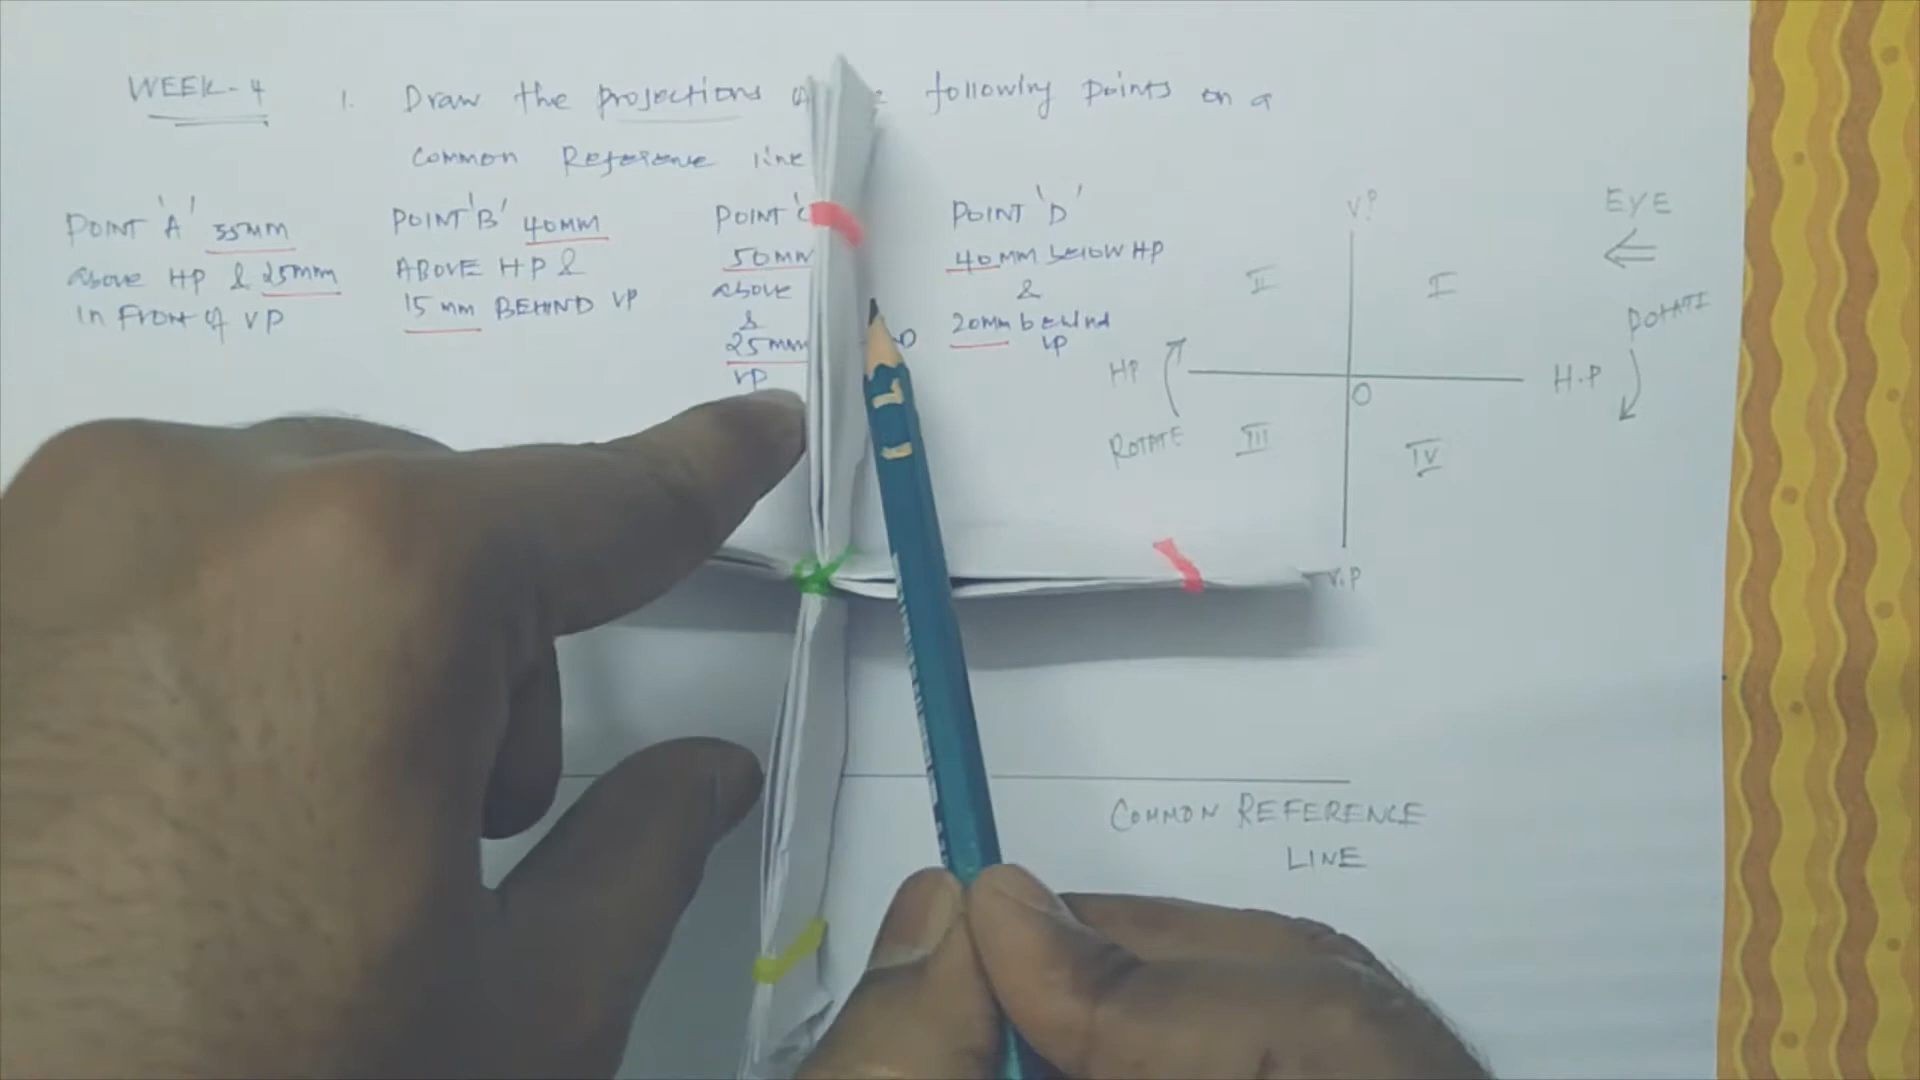 WEEK-4 1. Draw the projections following points on a
common Reference line
POINT 'A' 35MM
above HP & 25mm
in Front of VP
POINT 'B' 40MM
ABOVE HP &
15 mm BEHIND VP
POINT 'C
50MM
above
&
25MM
VP
POINT 'D'
40MM below HP
&
20MM behind
VP
V.P
EYE
II
I
ROTATE
HP
H.P
O
ROTATE
III
IV
V.P
COMMON REFERENCE
LINE